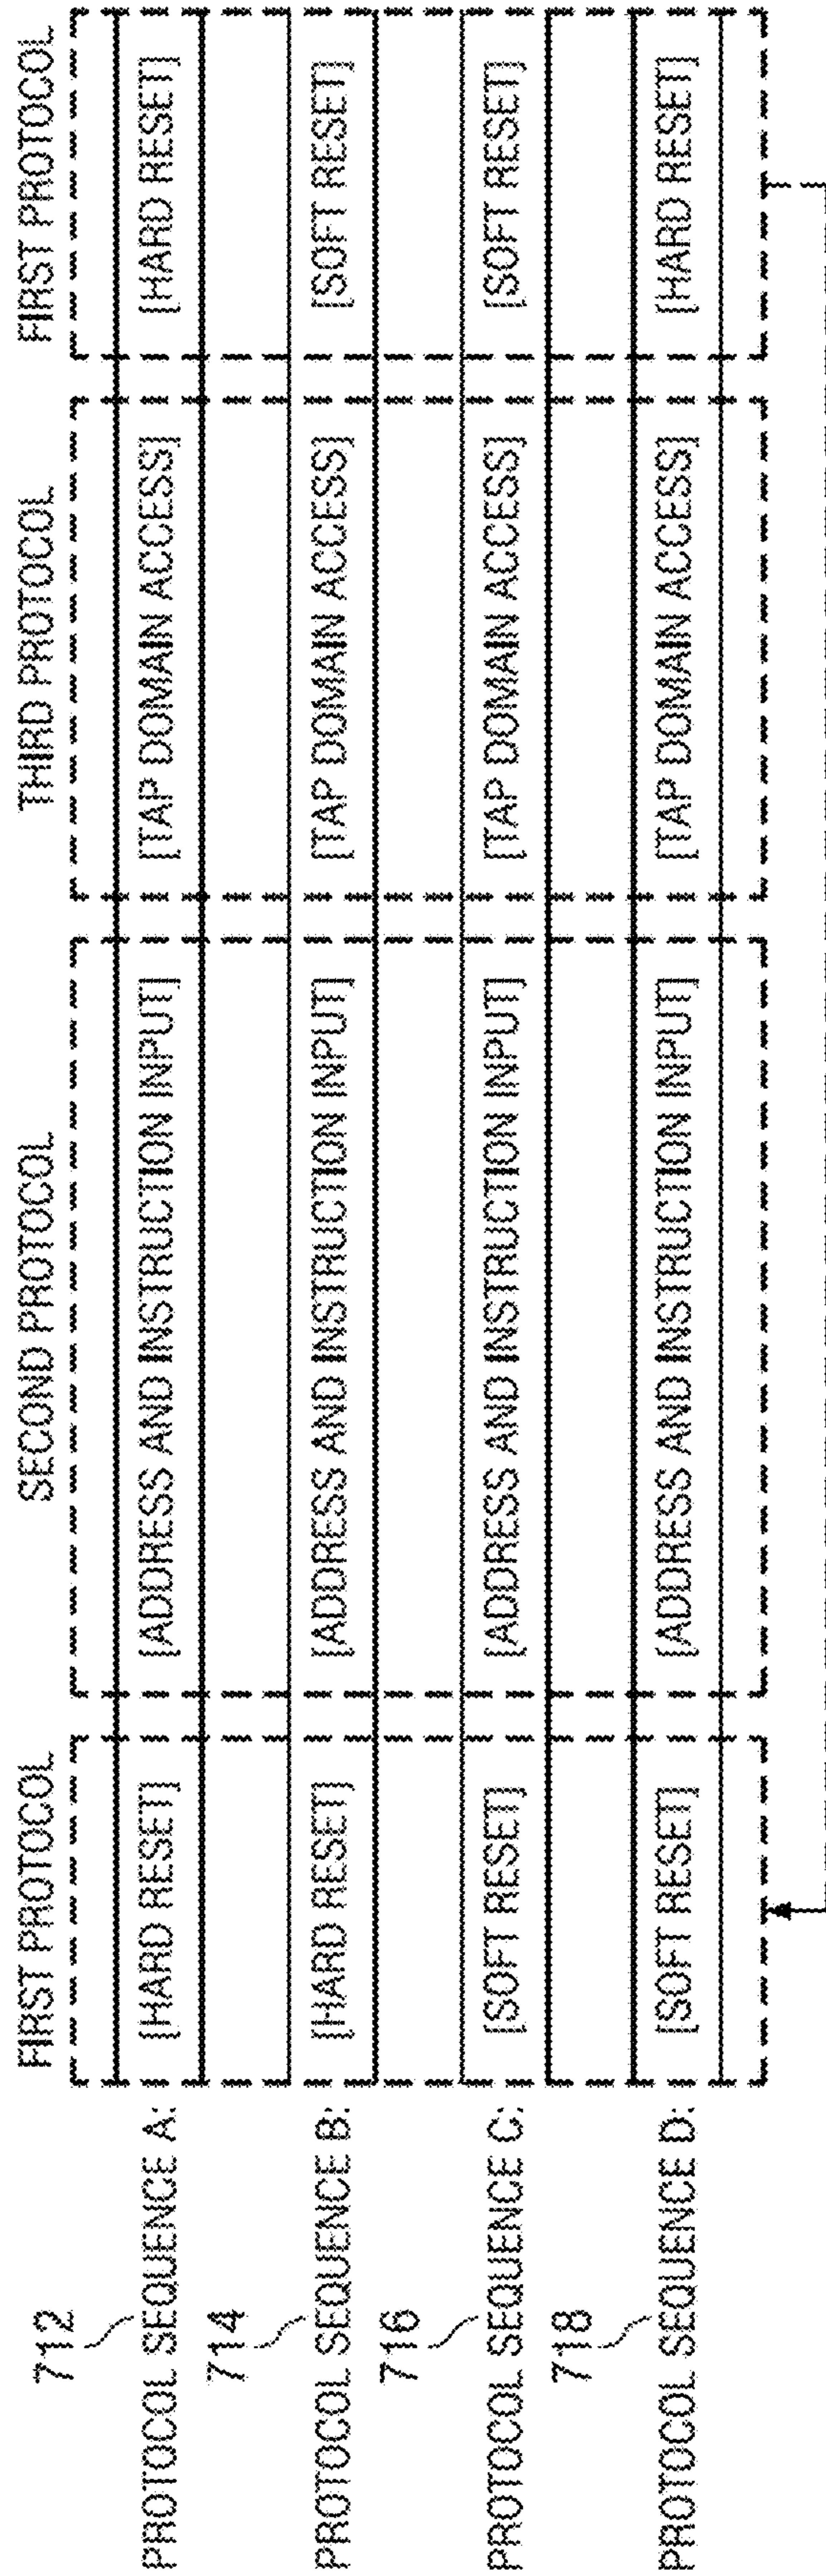 FIRST PROTOCOL SECOND PROTOCOL THIRD PROTOCOL FIRST PROTOCOL
712
PROTOCOL SEQUENCE A: [HARD RESET] [ADDRESS AND INSTRUCTION INPUT] [TAP DOMAIN ACCESS] [HARD RESET]
714
PROTOCOL SEQUENCE B: [HARD RESET] [ADDRESS AND INSTRUCTION INPUT] [TAP DOMAIN ACCESS] [SOFT RESET]
716
PROTOCOL SEQUENCE C: [SOFT RESET] [ADDRESS AND INSTRUCTION INPUT] [TAP DOMAIN ACCESS] [SOFT RESET]
718
PROTOCOL SEQUENCE D: [SOFT RESET] [ADDRESS AND INSTRUCTION INPUT] [TAP DOMAIN ACCESS] [HARD RESET]